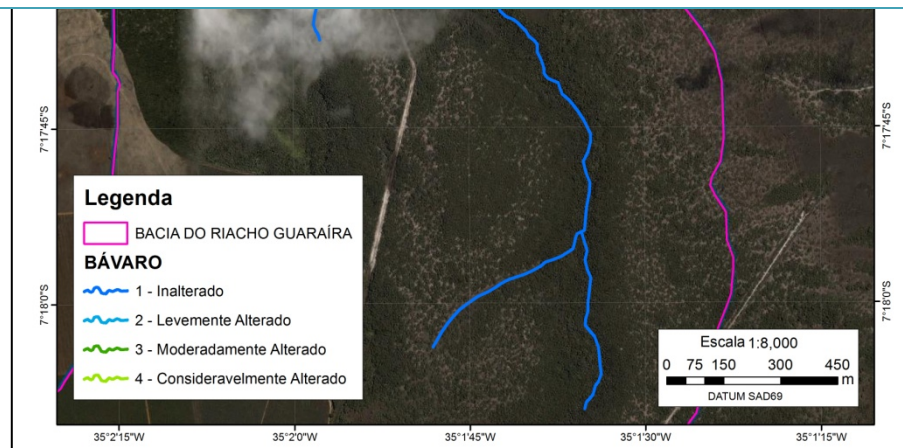 7°17'45"S
7°17'45"S
Legenda
BACIA DO RIACHO GUARAÍRA
BÁVARO
1 - Inalterado
2 - Levemente Alterado
3 - Moderadamente Alterado
4 - Consideravelmente Alterado
7°18'0"S
7°18'0"S
Escala 1:8,000
0 75 150 300 450
m
DATUM SAD69
35°2'15"W 35°2'0"W 35°1'45"W 35°1'30"W 35°1'15"W